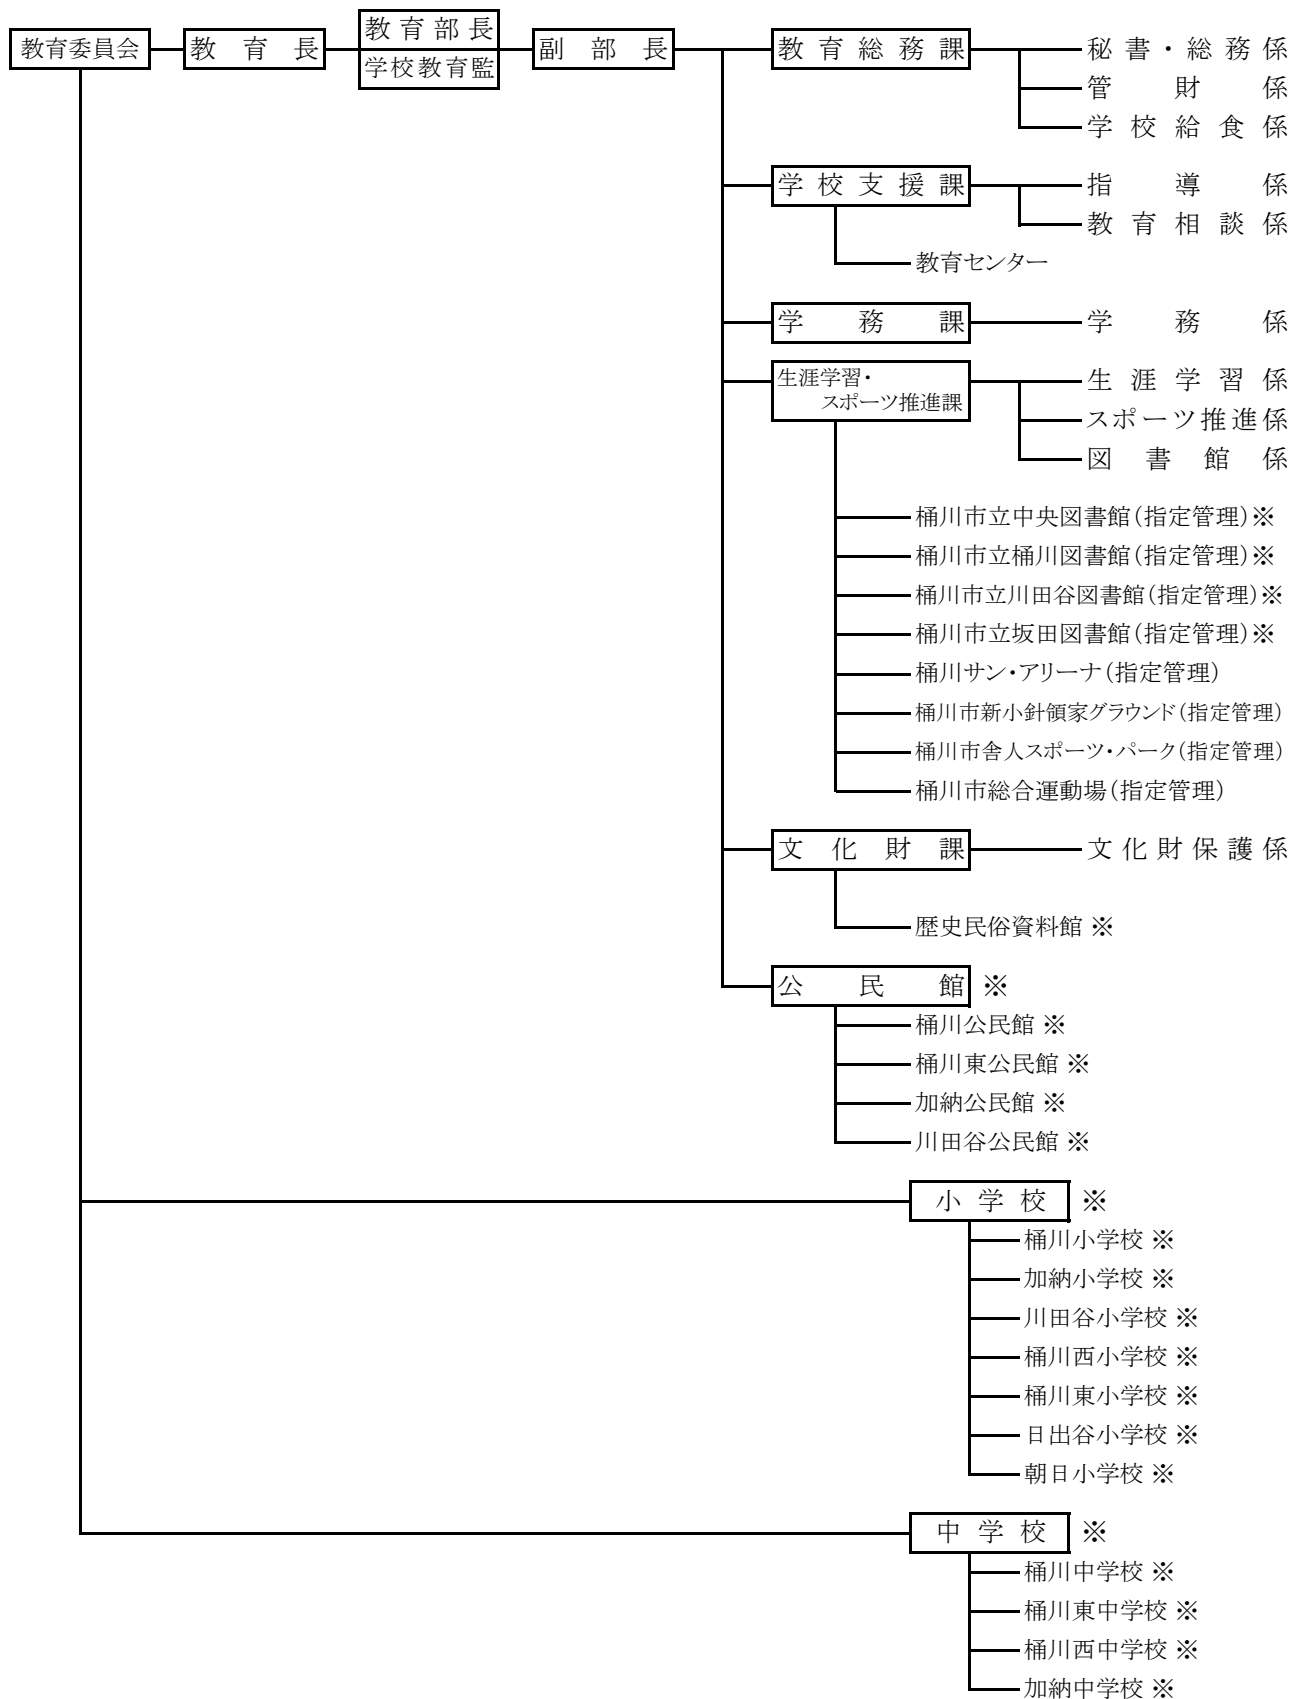 教育委員会 教育長 教育部長 副部長 教育総務課 秘書・総務係
学校教育監
管財係
学校給食係
学校支援課 指導係
教育相談係
教育センター
学務課 学務係
生涯学習・ 生涯学習係
スポーツ推進課
スポーツ推進係
図書館係
桶川市立中央図書館(指定管理)※
桶川市立桶川図書館(指定管理)※
桶川市立川田谷図書館(指定管理)※
桶川市立坂田図書館(指定管理)※
桶川サン・アリーナ(指定管理)
桶川市新小針領家グラウンド(指定管理)
桶川市舎人スポーツ・パーク(指定管理)
桶川市総合運動場(指定管理)
文化財課 文化財保護係
歴史民俗資料館 ※
公民館 ※
桶川公民館 ※
桶川東公民館 ※
加納公民館 ※
川田谷公民館 ※
小学校 ※
桶川小学校 ※
加納小学校 ※
川田谷小学校 ※
桶川西小学校 ※
桶川東小学校 ※
日出谷小学校 ※
朝日小学校 ※
中学校 ※
桶川中学校 ※
桶川東中学校 ※
桶川西中学校 ※
加納中学校 ※